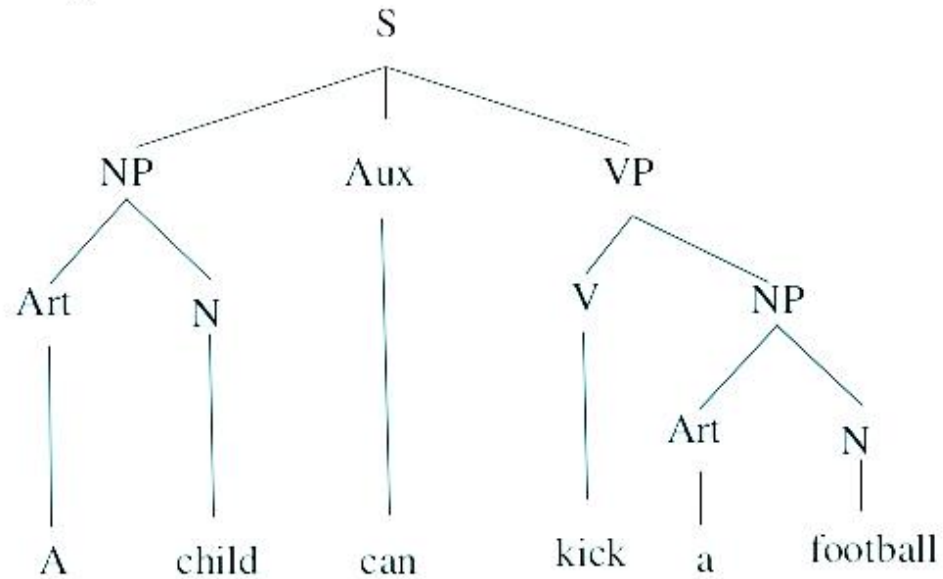 S
NP Aux VP
Art N V NP
Art N
A child can kick a football